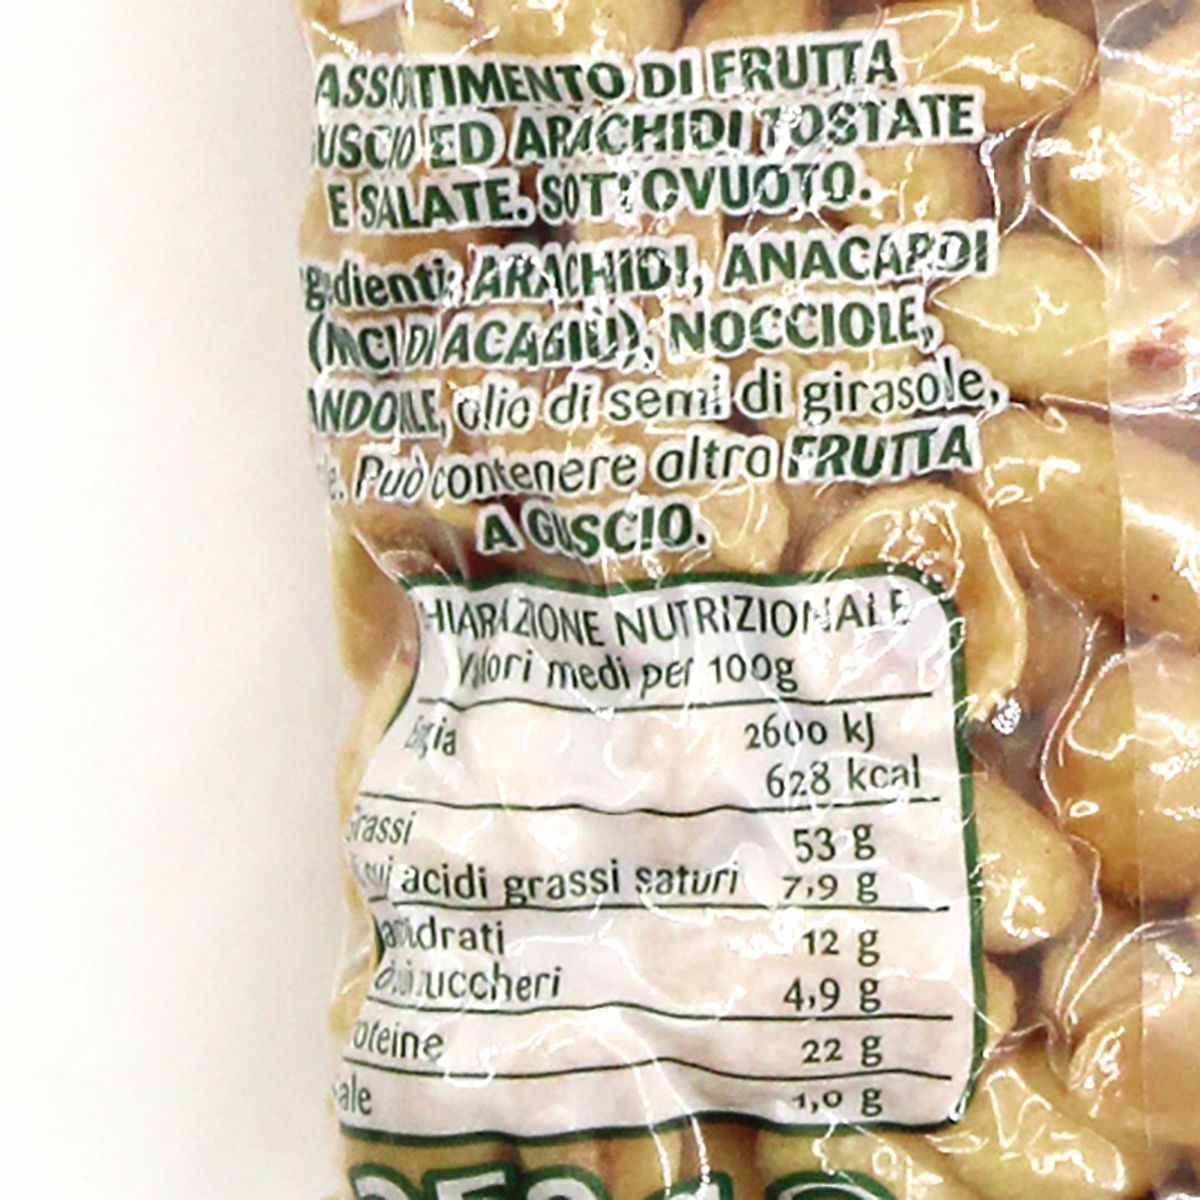 ASSORTIMENTO DI FRUTTA
GUSCIO ED ARACHIDI TOSTATE
E SALATE. SOTTOVUOTO.
ARACHIDI, ANACARDI
(NOCI DI ACAGIÙ), NOCCIOLE,
olio di semi di girasole,
Può contenere altra FRUTTA
A GUSCIO.
NUTRIZIONALE
Valori medi per 100g
2600 kJ
628 kcal
Grassi 53 g
acidi grassi saturi 7,9 g
12 g
zuccheri 4,9 g
22 g
1,0 g